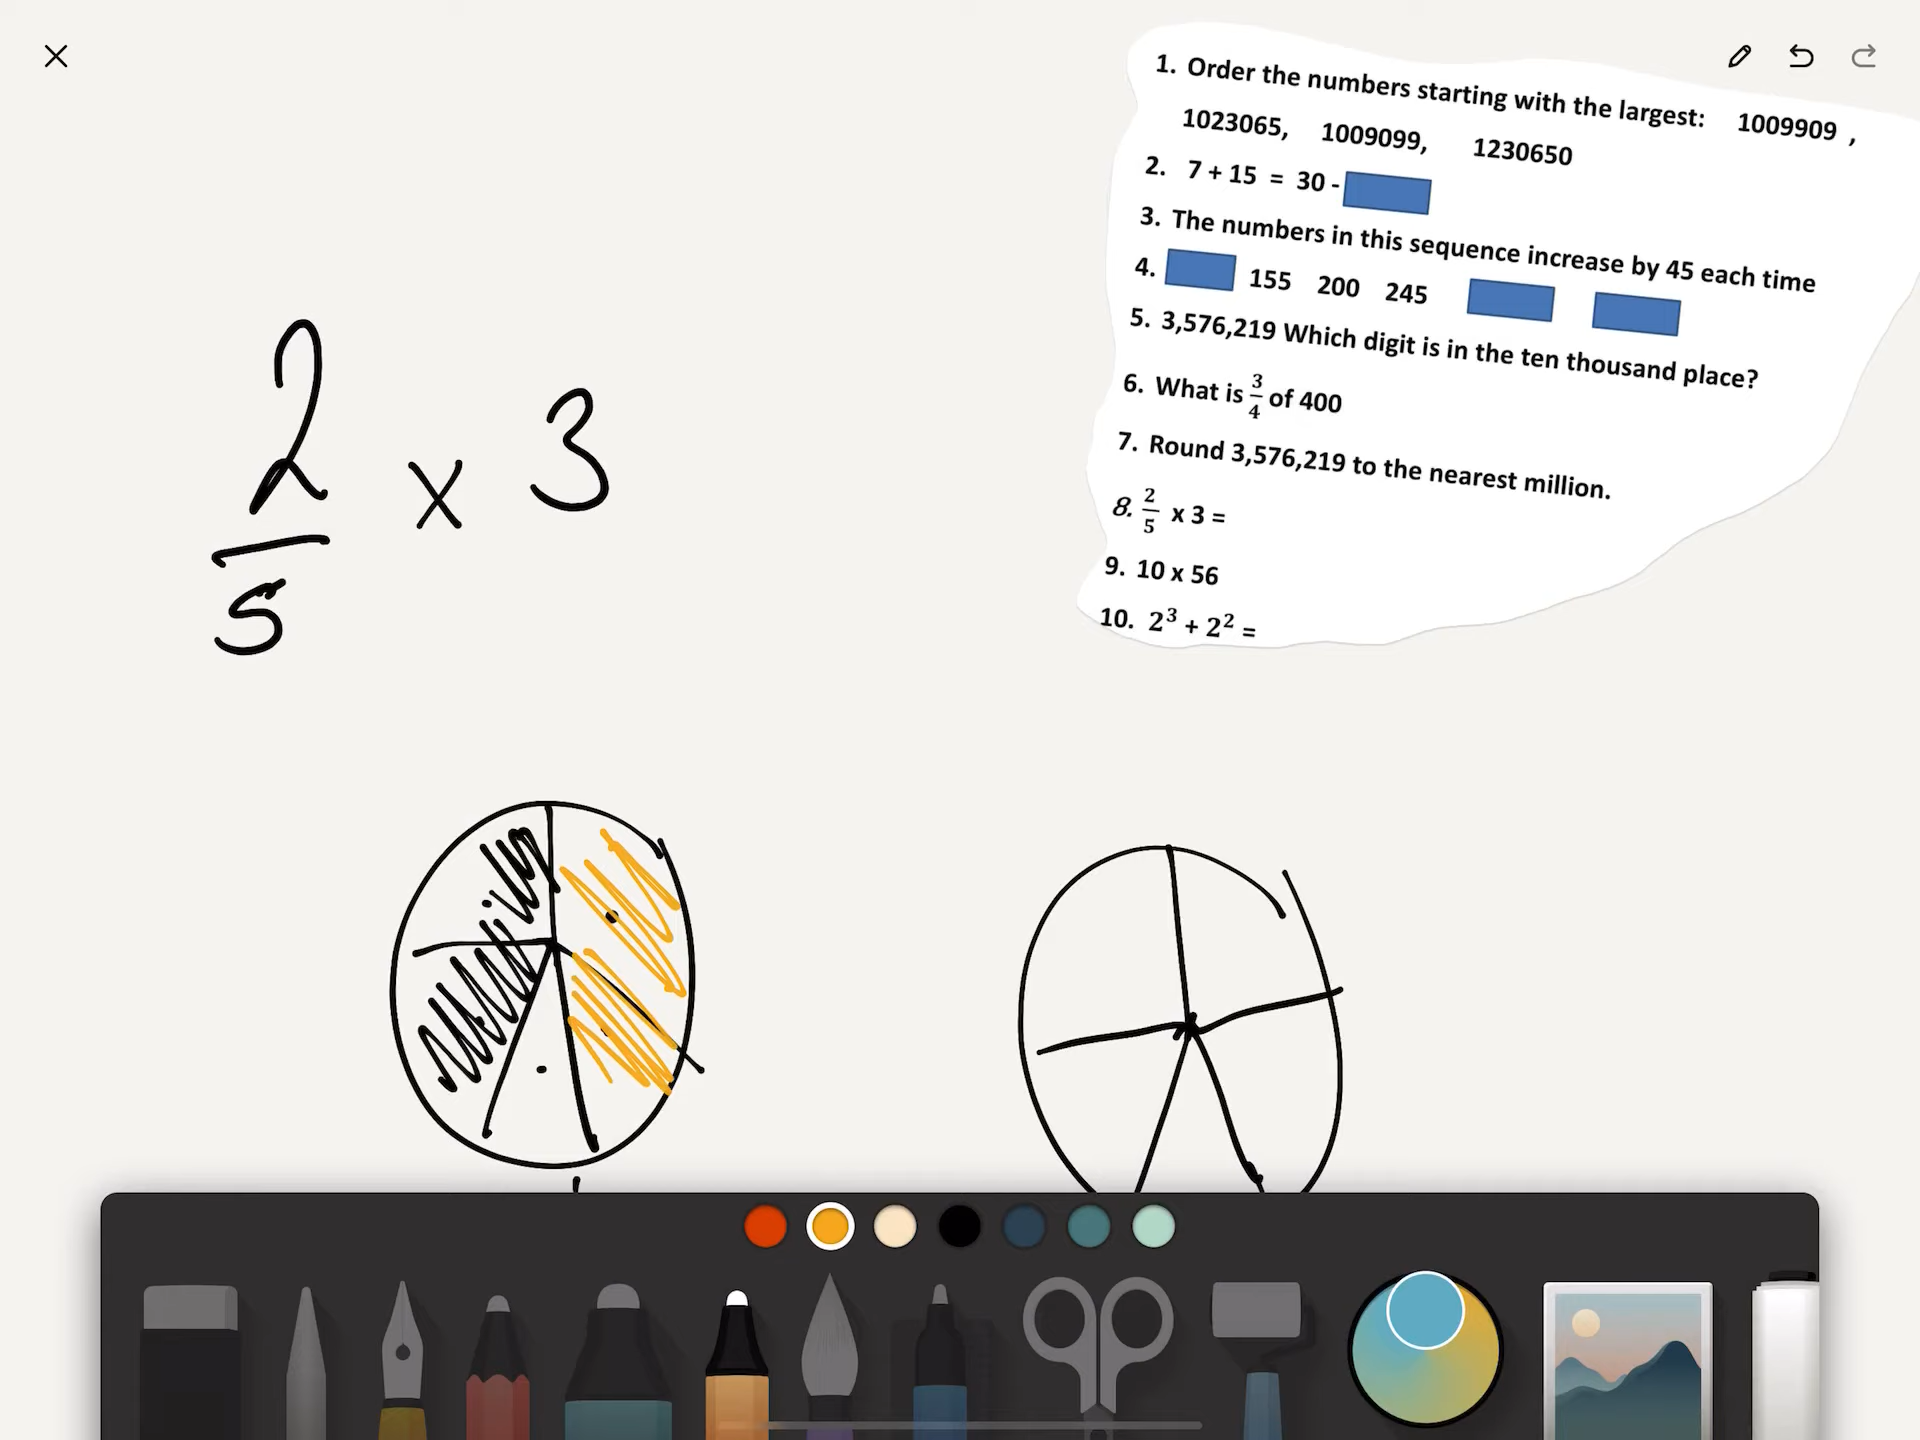 1. Order the numbers starting with the largest: 1009909 ,
1023065, 1009099, 1230650
2. 7 + 15 = 30 -
3. The numbers in this sequence increase by 45 each time
4. 155 200 245
5. 3,576,219 Which digit is in the ten thousand place?
6. What is 3/4 of 400
7. Round 3,576,219 to the nearest million.
8. 2/5 x 3 =
9. 10 x 56
10. 2³ + 2² =
2/5 x 3